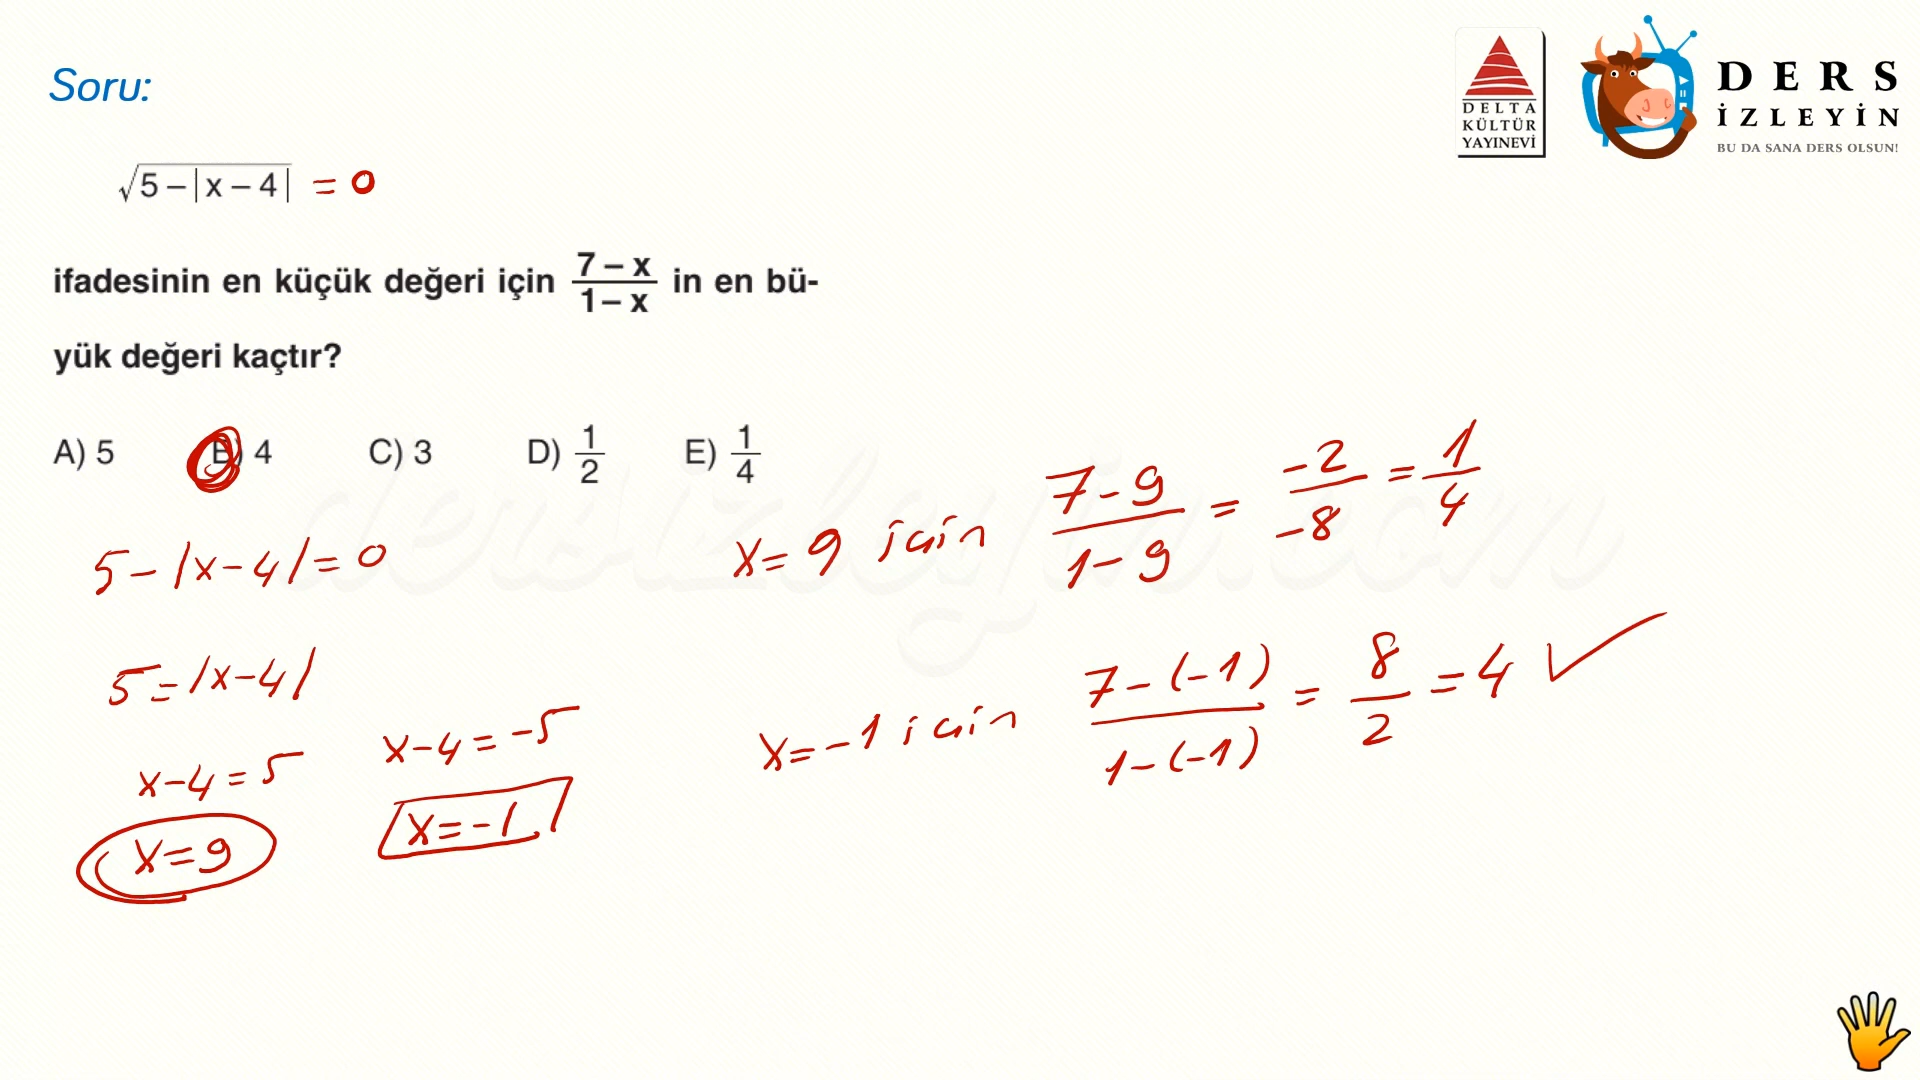 Soru:
DELTA
KÜLTÜR
YAYINEVİ
DERS
İZLEYİN
BU DA SANA DERS OLSUN!
√5 – |x – 4| = 0
ifadesinin en küçük değeri için (7 – x)/(1 – x) in en bü-
yük değeri kaçtır?
A) 5 B) 4 C) 3 D) 1/2 E) 1/4
5 - |x - 4| = 0
5 = |x - 4|
x - 4 = 5 x - 4 = -5
x = 9 x = -1
x = 9 için (7 - 9)/(1 - 9) = -2/-8 = 1/4
x = -1 için (7 - (-1))/(1 - (-1)) = 8/2 = 4 ✓
dersizleyin.com